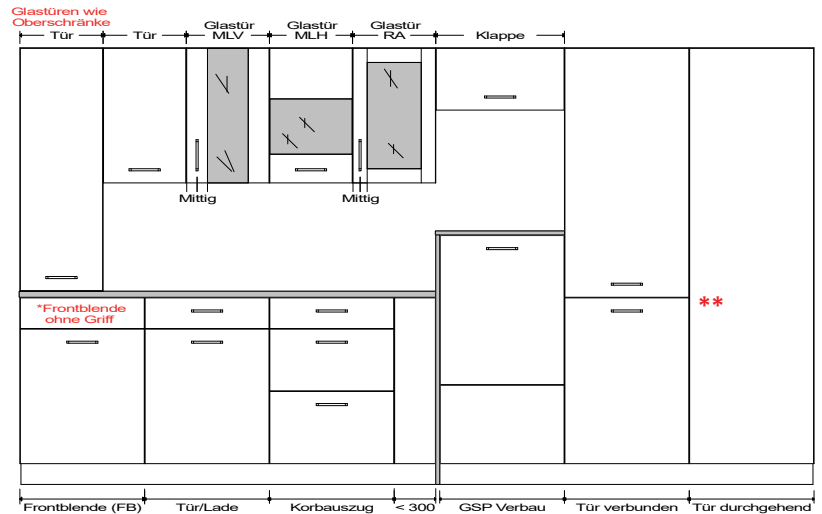 Glastüren wie
Oberschränke
Tür
Tür
Glastür
MLV
Glastür
MLH
Glastür
RA
Klappe
Mittig
Mittig
*Frontblende
ohne Griff
**
Frontblende (FB)
Tür/Lade
Korbauszug
< 300
GSP Verbau
Tür verbunden
Tür durchgehend